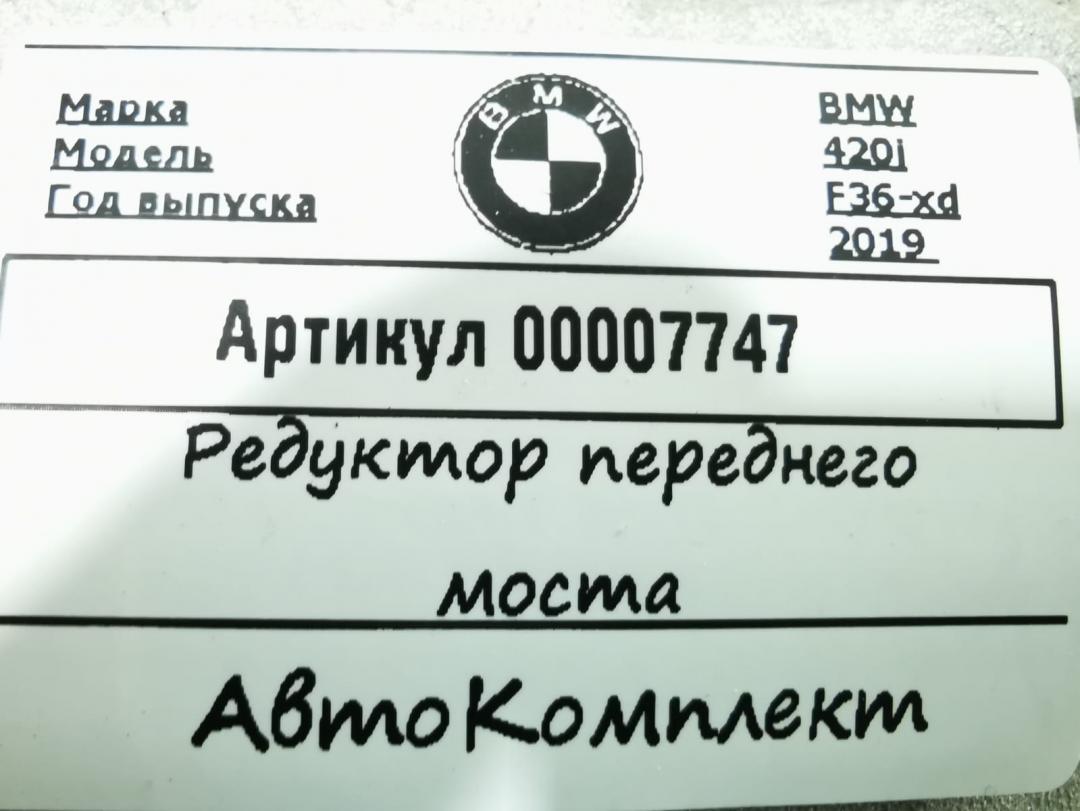 Марка BMW
Модель 420i
Год выпуска F36-xd
2019
BMW
Артикул 00007747
Редуктор переднего
моста
АвтоКомплект